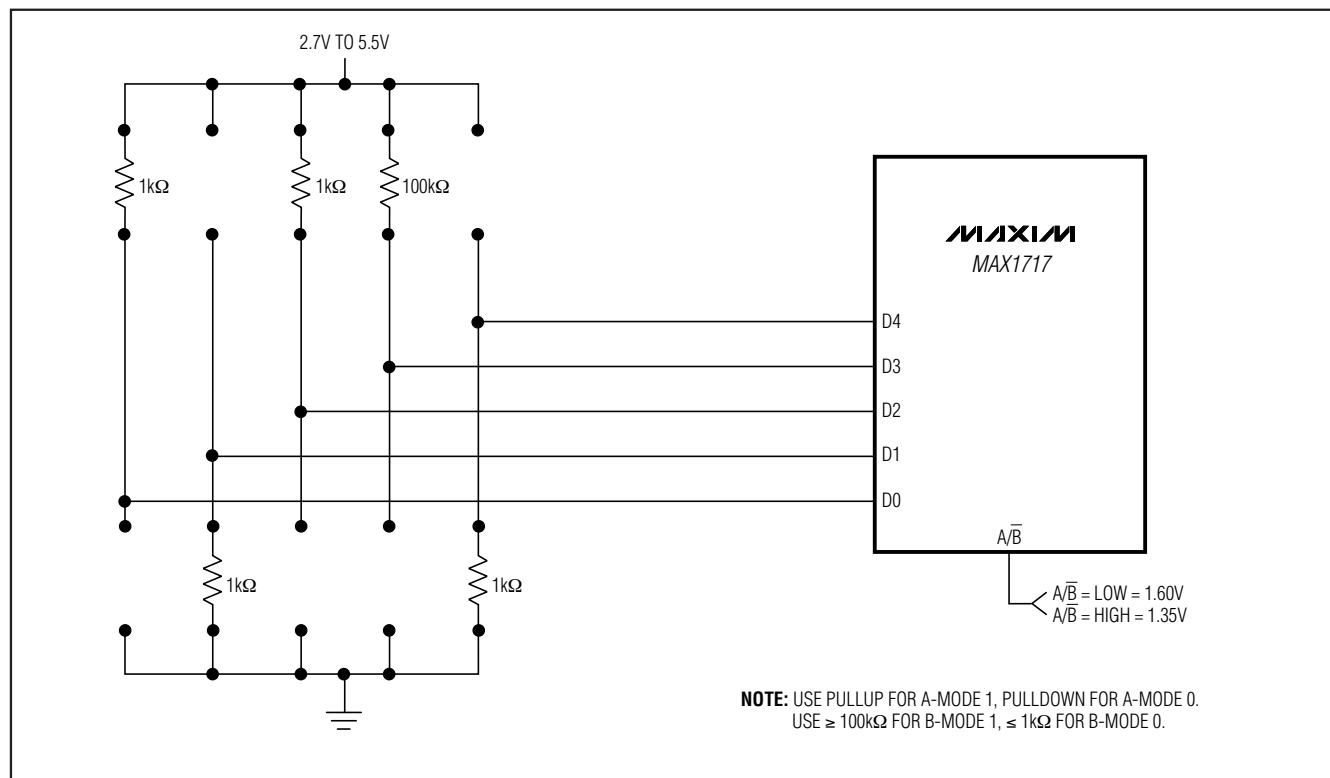 2.7V TO 5.5V
1kΩ
1kΩ
100kΩ
MAXIM
MAX1717
D4
D3
D2
D1
D0
A/B̅
1kΩ
1kΩ
A/B̅ = LOW = 1.60V
A/B̅ = HIGH = 1.35V
NOTE: USE PULLUP FOR A-MODE 1, PULLDOWN FOR A-MODE 0.
USE ≥ 100kΩ FOR B-MODE 1, ≤ 1kΩ FOR B-MODE 0.